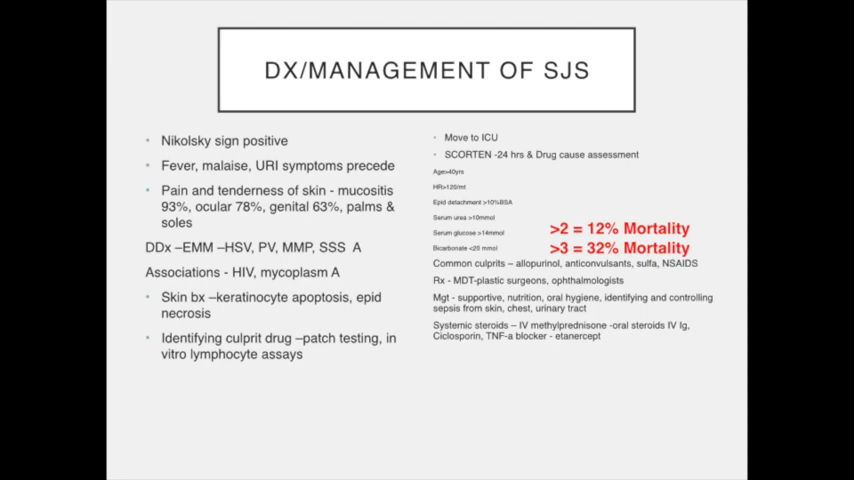 DX/MANAGEMENT OF SJS
• Nikolsky sign positive
• Fever, malaise, URI symptoms precede
• Pain and tenderness of skin - mucositis
93%, ocular 78%, genital 63%, palms &
soles
DDx –EMM –HSV, PV, MMP, SSS A
Associations - HIV, mycoplasm A
• Skin bx –keratinocyte apoptosis, epid
necrosis
• Identifying culprit drug –patch testing, in
vitro lymphocyte assays
• Move to ICU
• SCORTEN -24 hrs & Drug cause assessment
Age>40yrs
HR>120/mt
Epid detachment >10%BSA
Serum urea >10mmol
Serum glucose >14mmol
Bicarbonate <20 mmol
>2 = 12% Mortality
>3 = 32% Mortality
Common culprits – allopurinol, anticonvulsants, sulfa, NSAIDS
Rx - MDT-plastic surgeons, ophthalmologists
Mgt - supportive, nutrition, oral hygiene, identifying and controlling
sepsis from skin, chest, urinary tract
Systemic steroids – IV methylprednisone -oral steroids IV Ig,
Ciclosporin, TNF-a blocker - etanercept